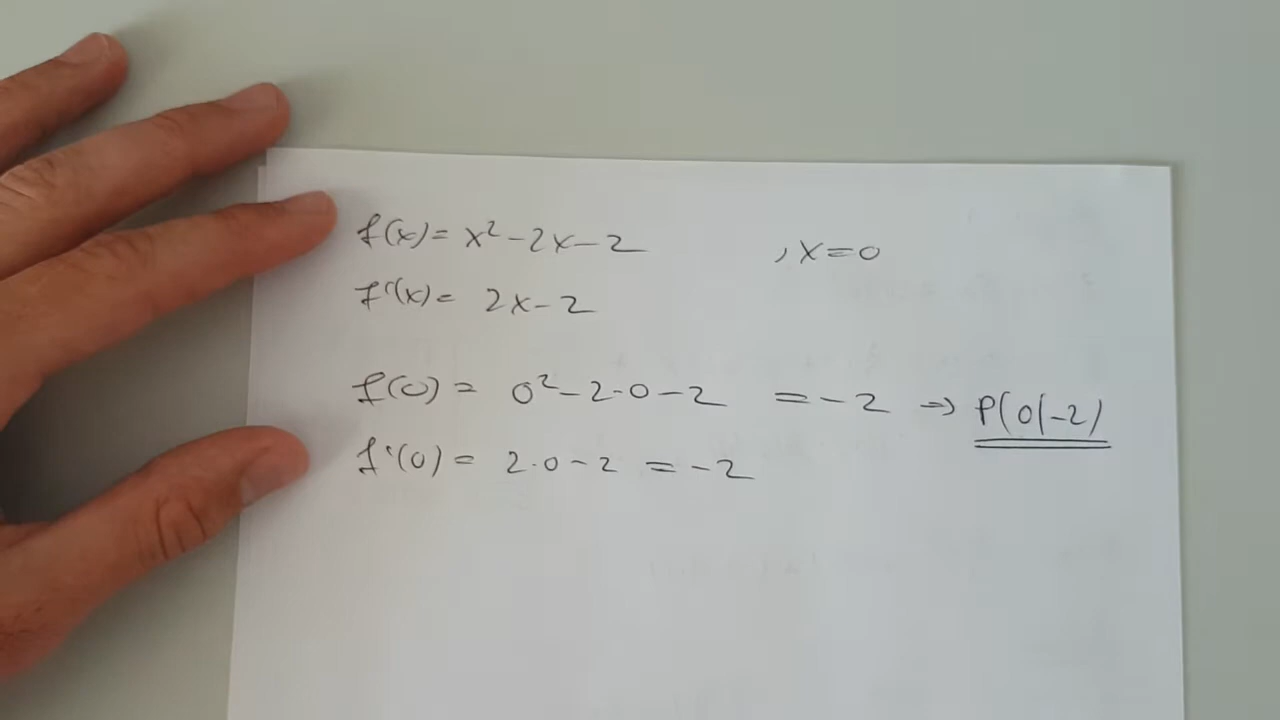 f(x)= x²-2x-2 , x=0
f'(x)= 2x-2
f(0)= 0²-2·0-2 =-2 => P(0|-2)
f'(0)= 2·0-2 =-2